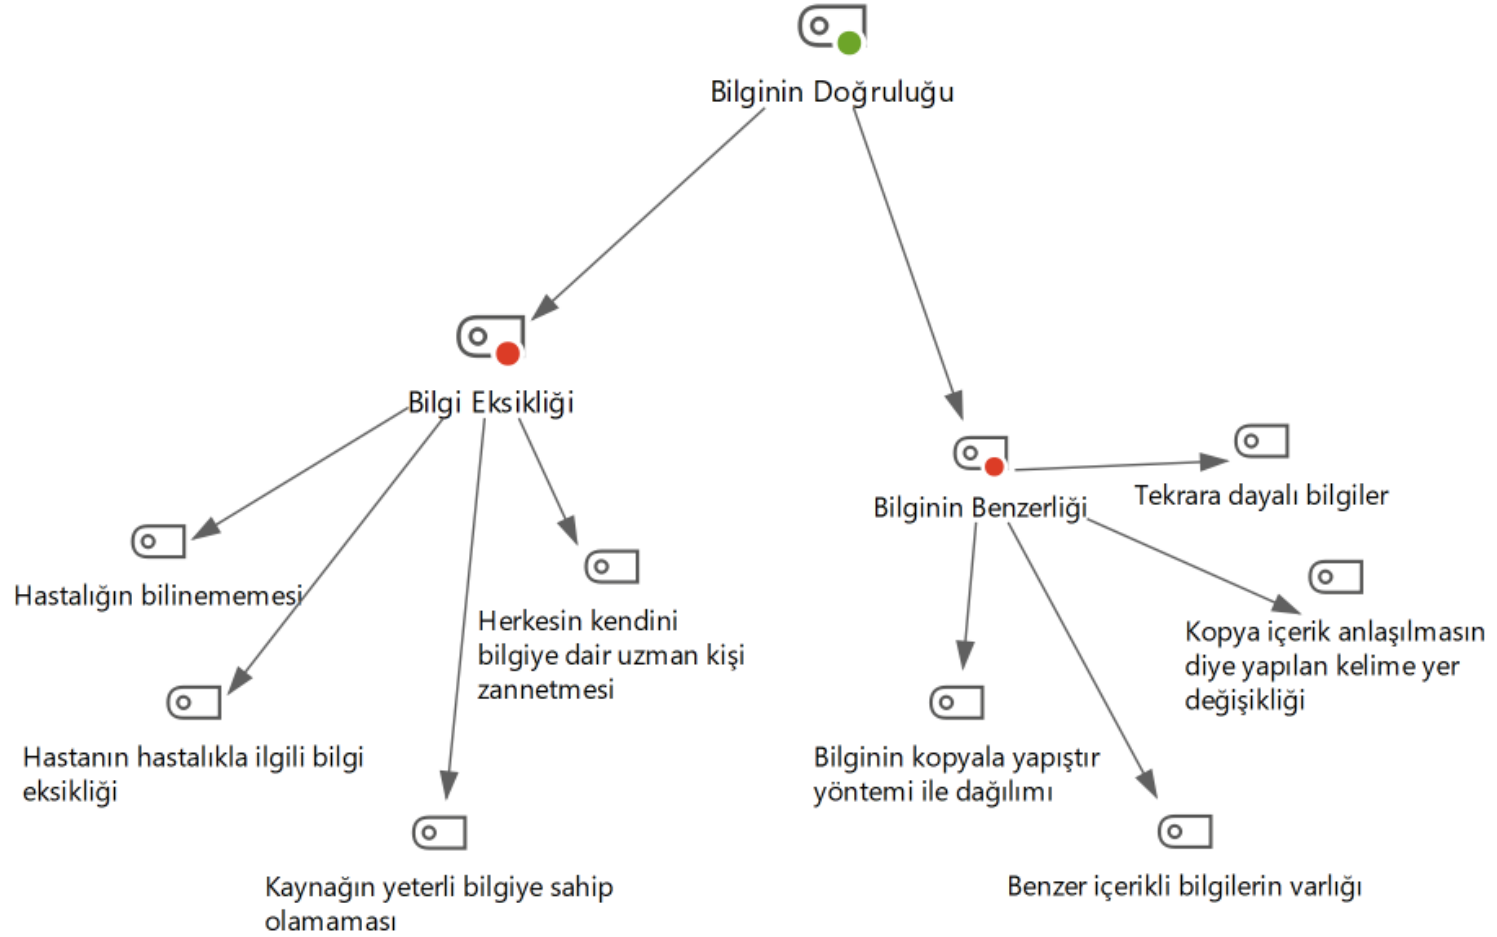 Bilginin Doğruluğu
Bilgi Eksikliği
Hastalığın bilinememesi
Hastanın hastalıkla ilgili bilgi
eksikliği
Kaynağın yeterli bilgiye sahip
olamaması
Herkesin kendini
bilgiye dair uzman kişi
zannetmesi
Bilginin Benzerliği
Tekrara dayalı bilgiler
Kopya içerik anlaşılmasın
diye yapılan kelime yer
değişikliği
Bilginin kopyala yapıştır
yöntemi ile dağılımı
Benzer içerikli bilgilerin varlığı